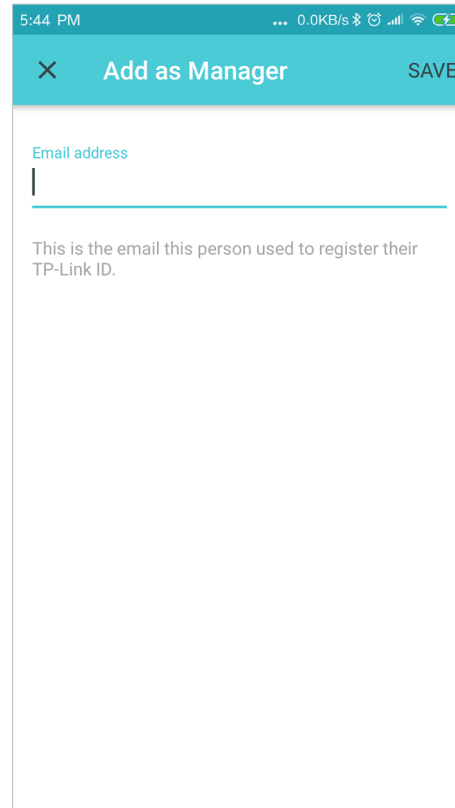 5:44 PM ... 0.0KB/s
Add as Manager SAVE
Email address
This is the email this person used to register their
TP-Link ID.